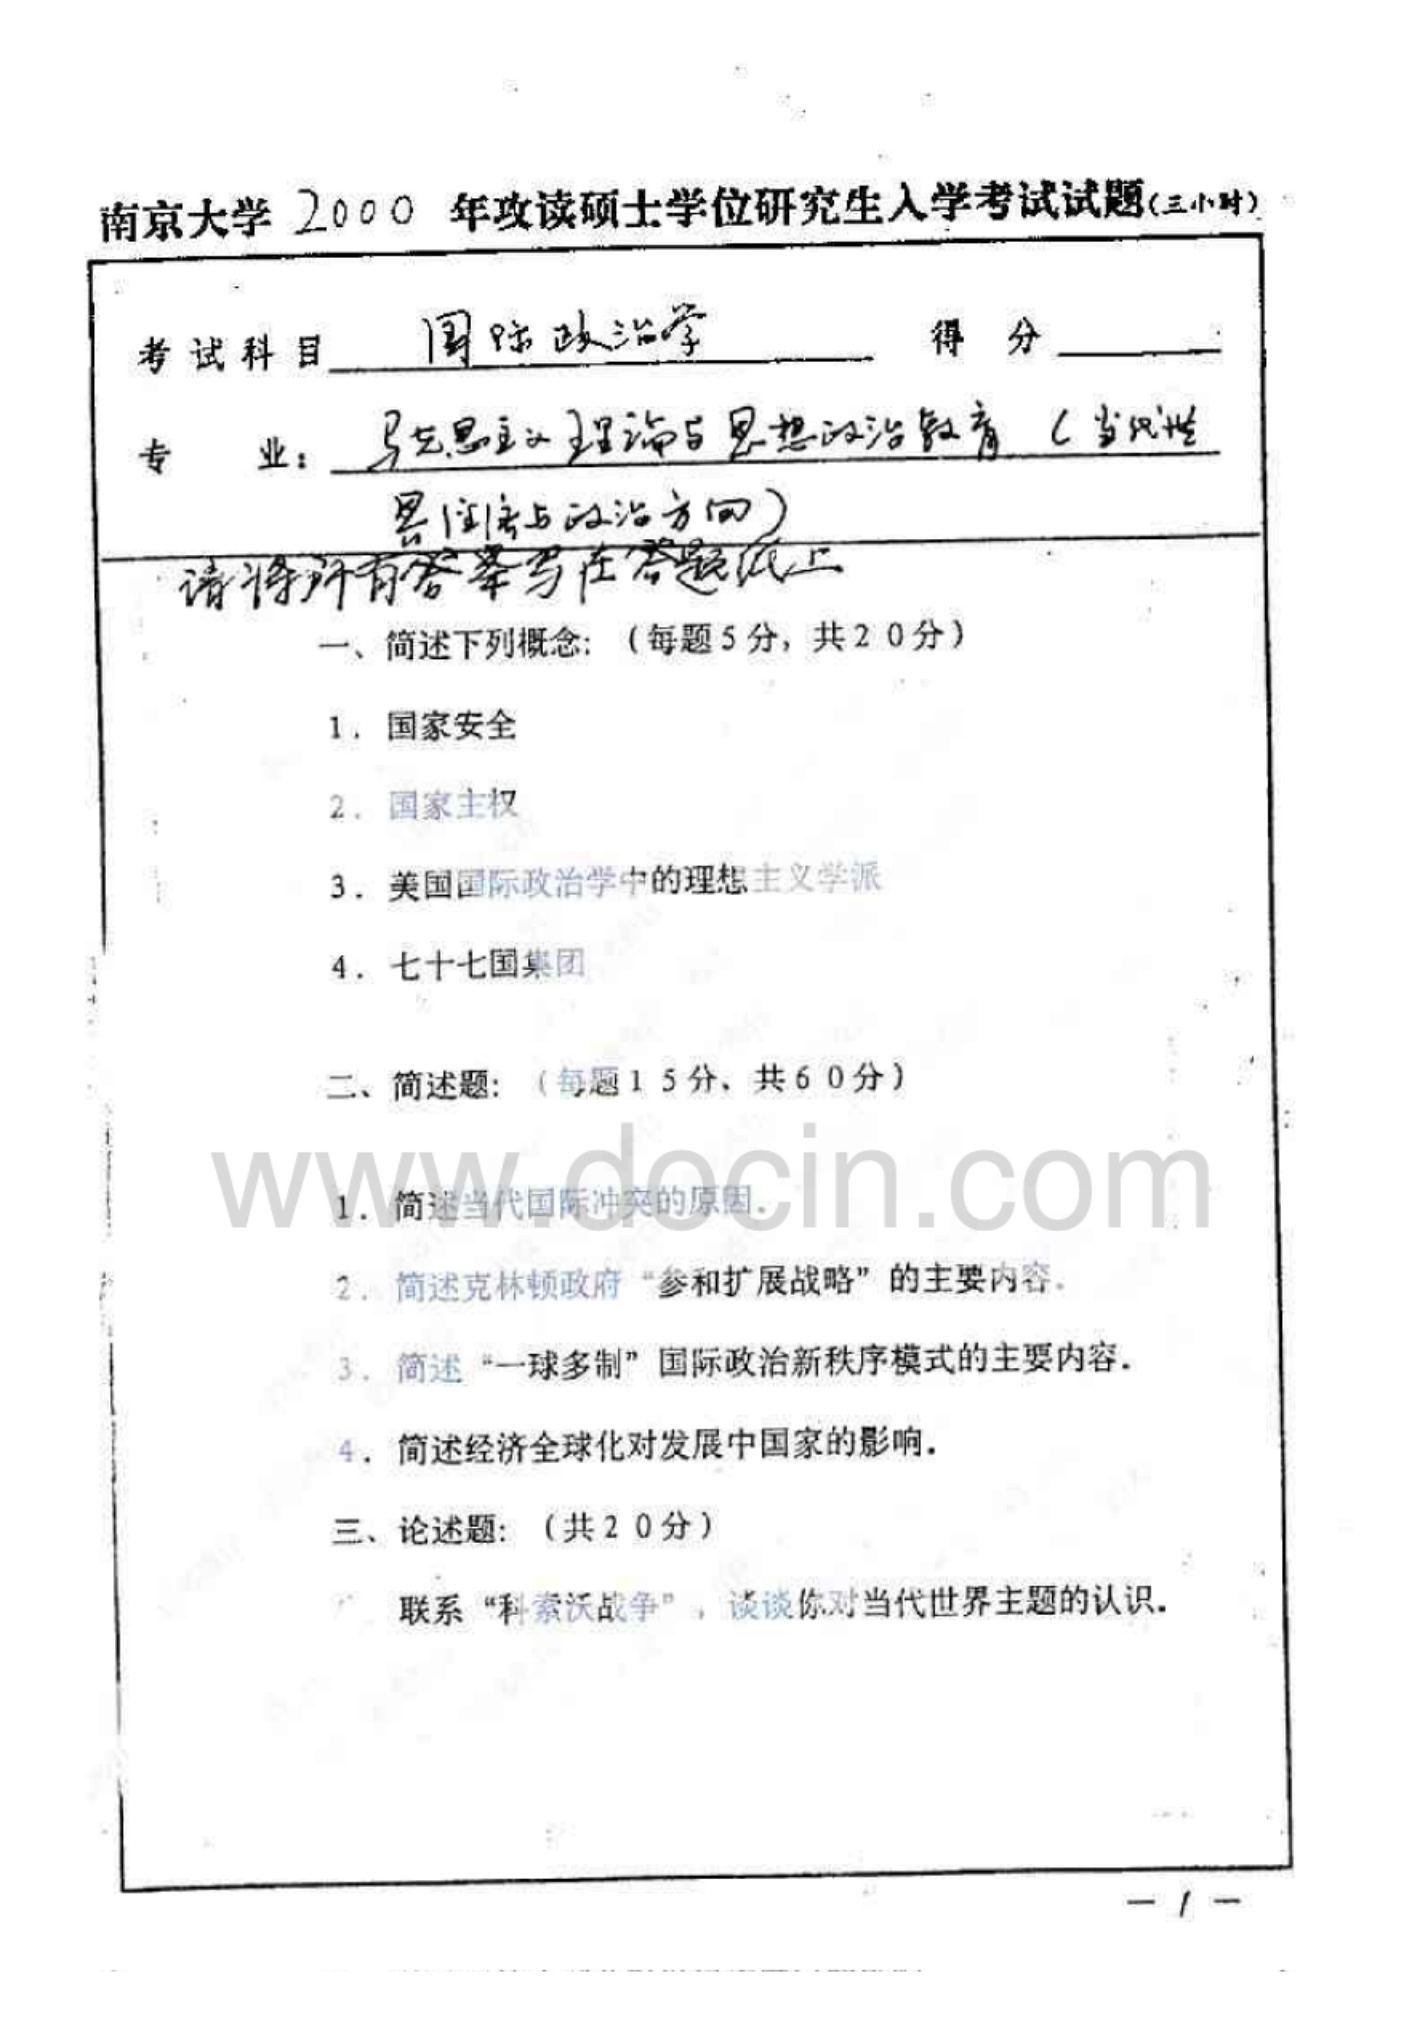 南京大学 2000 年攻读硕士学位研究生入学考试试题(三小时)
考试科目 国际政治学 得 分
专 业: 马克思主义理论与思想政治教育 (当代世
界经济与政治方向)
请将所有答案写在答题纸上
一、简述下列概念:(每题5分,共20分)
1. 国家安全
2. 国家主权
3. 美国国际政治学中的理想主义学派
4. 七十七国集团
二、简述题:(每题15分、共60分)
www.docin.com
1. 简述当代国际冲突的原因.
2. 简述克林顿政府“参和扩展战略”的主要内容.
3. 简述“一球多制”国际政治新秩序模式的主要内容.
4. 简述经济全球化对发展中国家的影响.
三、论述题:(共20分)
联系“科索沃战争”,谈谈你对当代世界主题的认识.
— 1 —